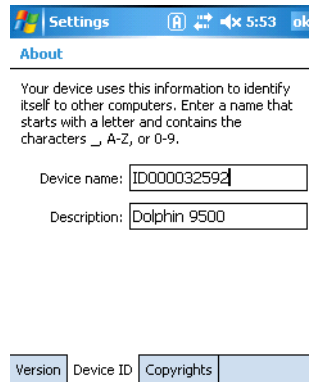 Settings A 5:53 ok
About
Your device uses this information to identify
itself to other computers. Enter a name that
starts with a letter and contains the
characters _, A-Z, or 0-9.
Device name: ID000032592
Description: Dolphin 9500
Version Device ID Copyrights